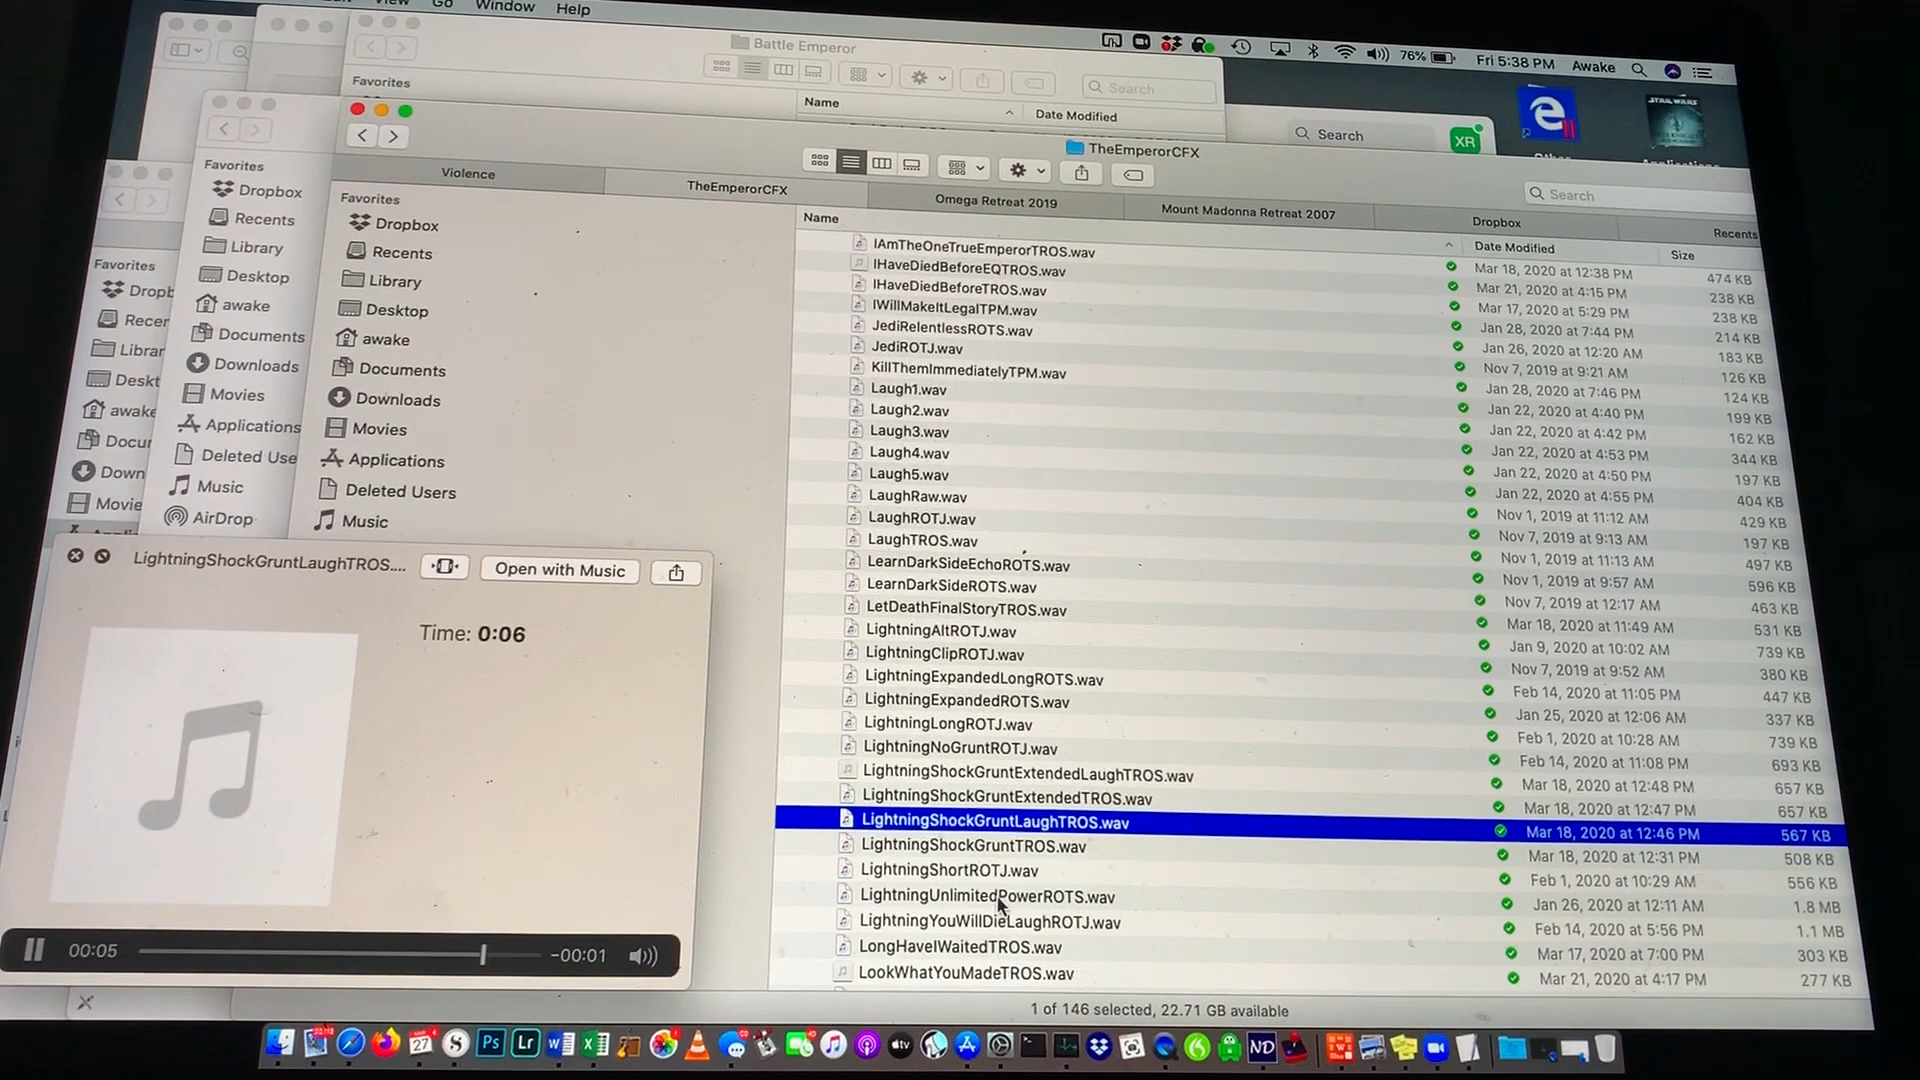 View Go Window Help
76% Fri 5:38 PM Awake
Battle Emperor
Search
Favorites
Name
Date Modified
Search
XR
STAR WARS
TheEmperorCFX
Search
Violence
TheEmperorCFX
Omega Retreat 2019
Mount Madonna Retreat 2007
Dropbox
Recents
Favorites
Recents
Library
Desktop
Favorites
Dropbox
Recents
Library
Desktop
awake
Documents
Downloads
Movies
Applications
Deleted Use
Music
AirDrop
Favorites
Dropbox
Recents
Library
Desktop
awake
Documents
Downloads
Movies
Applications
Deleted Users
Music
Name
Date Modified
Size
IAmTheOneTrueEmperorTROS.wav
IHaveDiedBeforeEQTROS.wav
IHaveDiedBeforeTROS.wav
IWillMakeItLegalTPM.wav
JediRelentlessROTS.wav
JediROTJ.wav
KillThemImmediatelyTPM.wav
Laugh1.wav
Laugh2.wav
Laugh3.wav
Laugh4.wav
Laugh5.wav
LaughRaw.wav
LaughROTJ.wav
LaughTROS.wav
LearnDarkSideEchoROTS.wav
LearnDarkSideROTS.wav
LetDeathFinalStoryTROS.wav
LightningAltROTJ.wav
LightningClipROTJ.wav
LightningExpandedLongROTS.wav
LightningExpandedROTS.wav
LightningLongROTJ.wav
LightningNoGruntROTJ.wav
LightningShockGruntExtendedLaughTROS.wav
LightningShockGruntExtendedTROS.wav
LightningShockGruntLaughTROS.wav
LightningShockGruntTROS.wav
LightningShortROTJ.wav
LightningUnlimitedPowerROTS.wav
LightningYouWillDieLaughROTJ.wav
LongHaveIWaitedTROS.wav
LookWhatYouMadeTROS.wav
Mar 18, 2020 at 12:38 PM 474 KB
Mar 21, 2020 at 4:15 PM 238 KB
Mar 17, 2020 at 5:29 PM 238 KB
Jan 28, 2020 at 7:44 PM 214 KB
Jan 26, 2020 at 12:20 AM 183 KB
Nov 7, 2019 at 9:21 AM 126 KB
Jan 28, 2020 at 7:46 PM 124 KB
Jan 22, 2020 at 4:40 PM 199 KB
Jan 22, 2020 at 4:42 PM 162 KB
Jan 22, 2020 at 4:53 PM 344 KB
Jan 22, 2020 at 4:50 PM 197 KB
Jan 22, 2020 at 4:55 PM 404 KB
Nov 1, 2019 at 11:12 AM 429 KB
Nov 7, 2019 at 9:13 AM 197 KB
Nov 1, 2019 at 11:13 AM 497 KB
Nov 1, 2019 at 9:57 AM 596 KB
Nov 7, 2019 at 12:17 AM 463 KB
Mar 18, 2020 at 11:49 AM 531 KB
Jan 9, 2020 at 10:02 AM 739 KB
Nov 7, 2019 at 9:52 AM 380 KB
Feb 14, 2020 at 11:05 PM 447 KB
Jan 25, 2020 at 12:06 AM 337 KB
Feb 1, 2020 at 10:28 AM 739 KB
Feb 14, 2020 at 11:08 PM 693 KB
Mar 18, 2020 at 12:48 PM 657 KB
Mar 18, 2020 at 12:47 PM 657 KB
Mar 18, 2020 at 12:46 PM 567 KB
Mar 18, 2020 at 12:31 PM 508 KB
Feb 1, 2020 at 10:29 AM 556 KB
Jan 26, 2020 at 12:11 AM 1.8 MB
Feb 14, 2020 at 5:56 PM 1.1 MB
Mar 17, 2020 at 7:00 PM 303 KB
Mar 21, 2020 at 4:17 PM 277 KB
LightningShockGruntLaughTROS....
Open with Music
Time: 0:06
00:05
-00:01
1 of 146 selected, 22.71 GB available
27
Ps
Lr
tv
ND